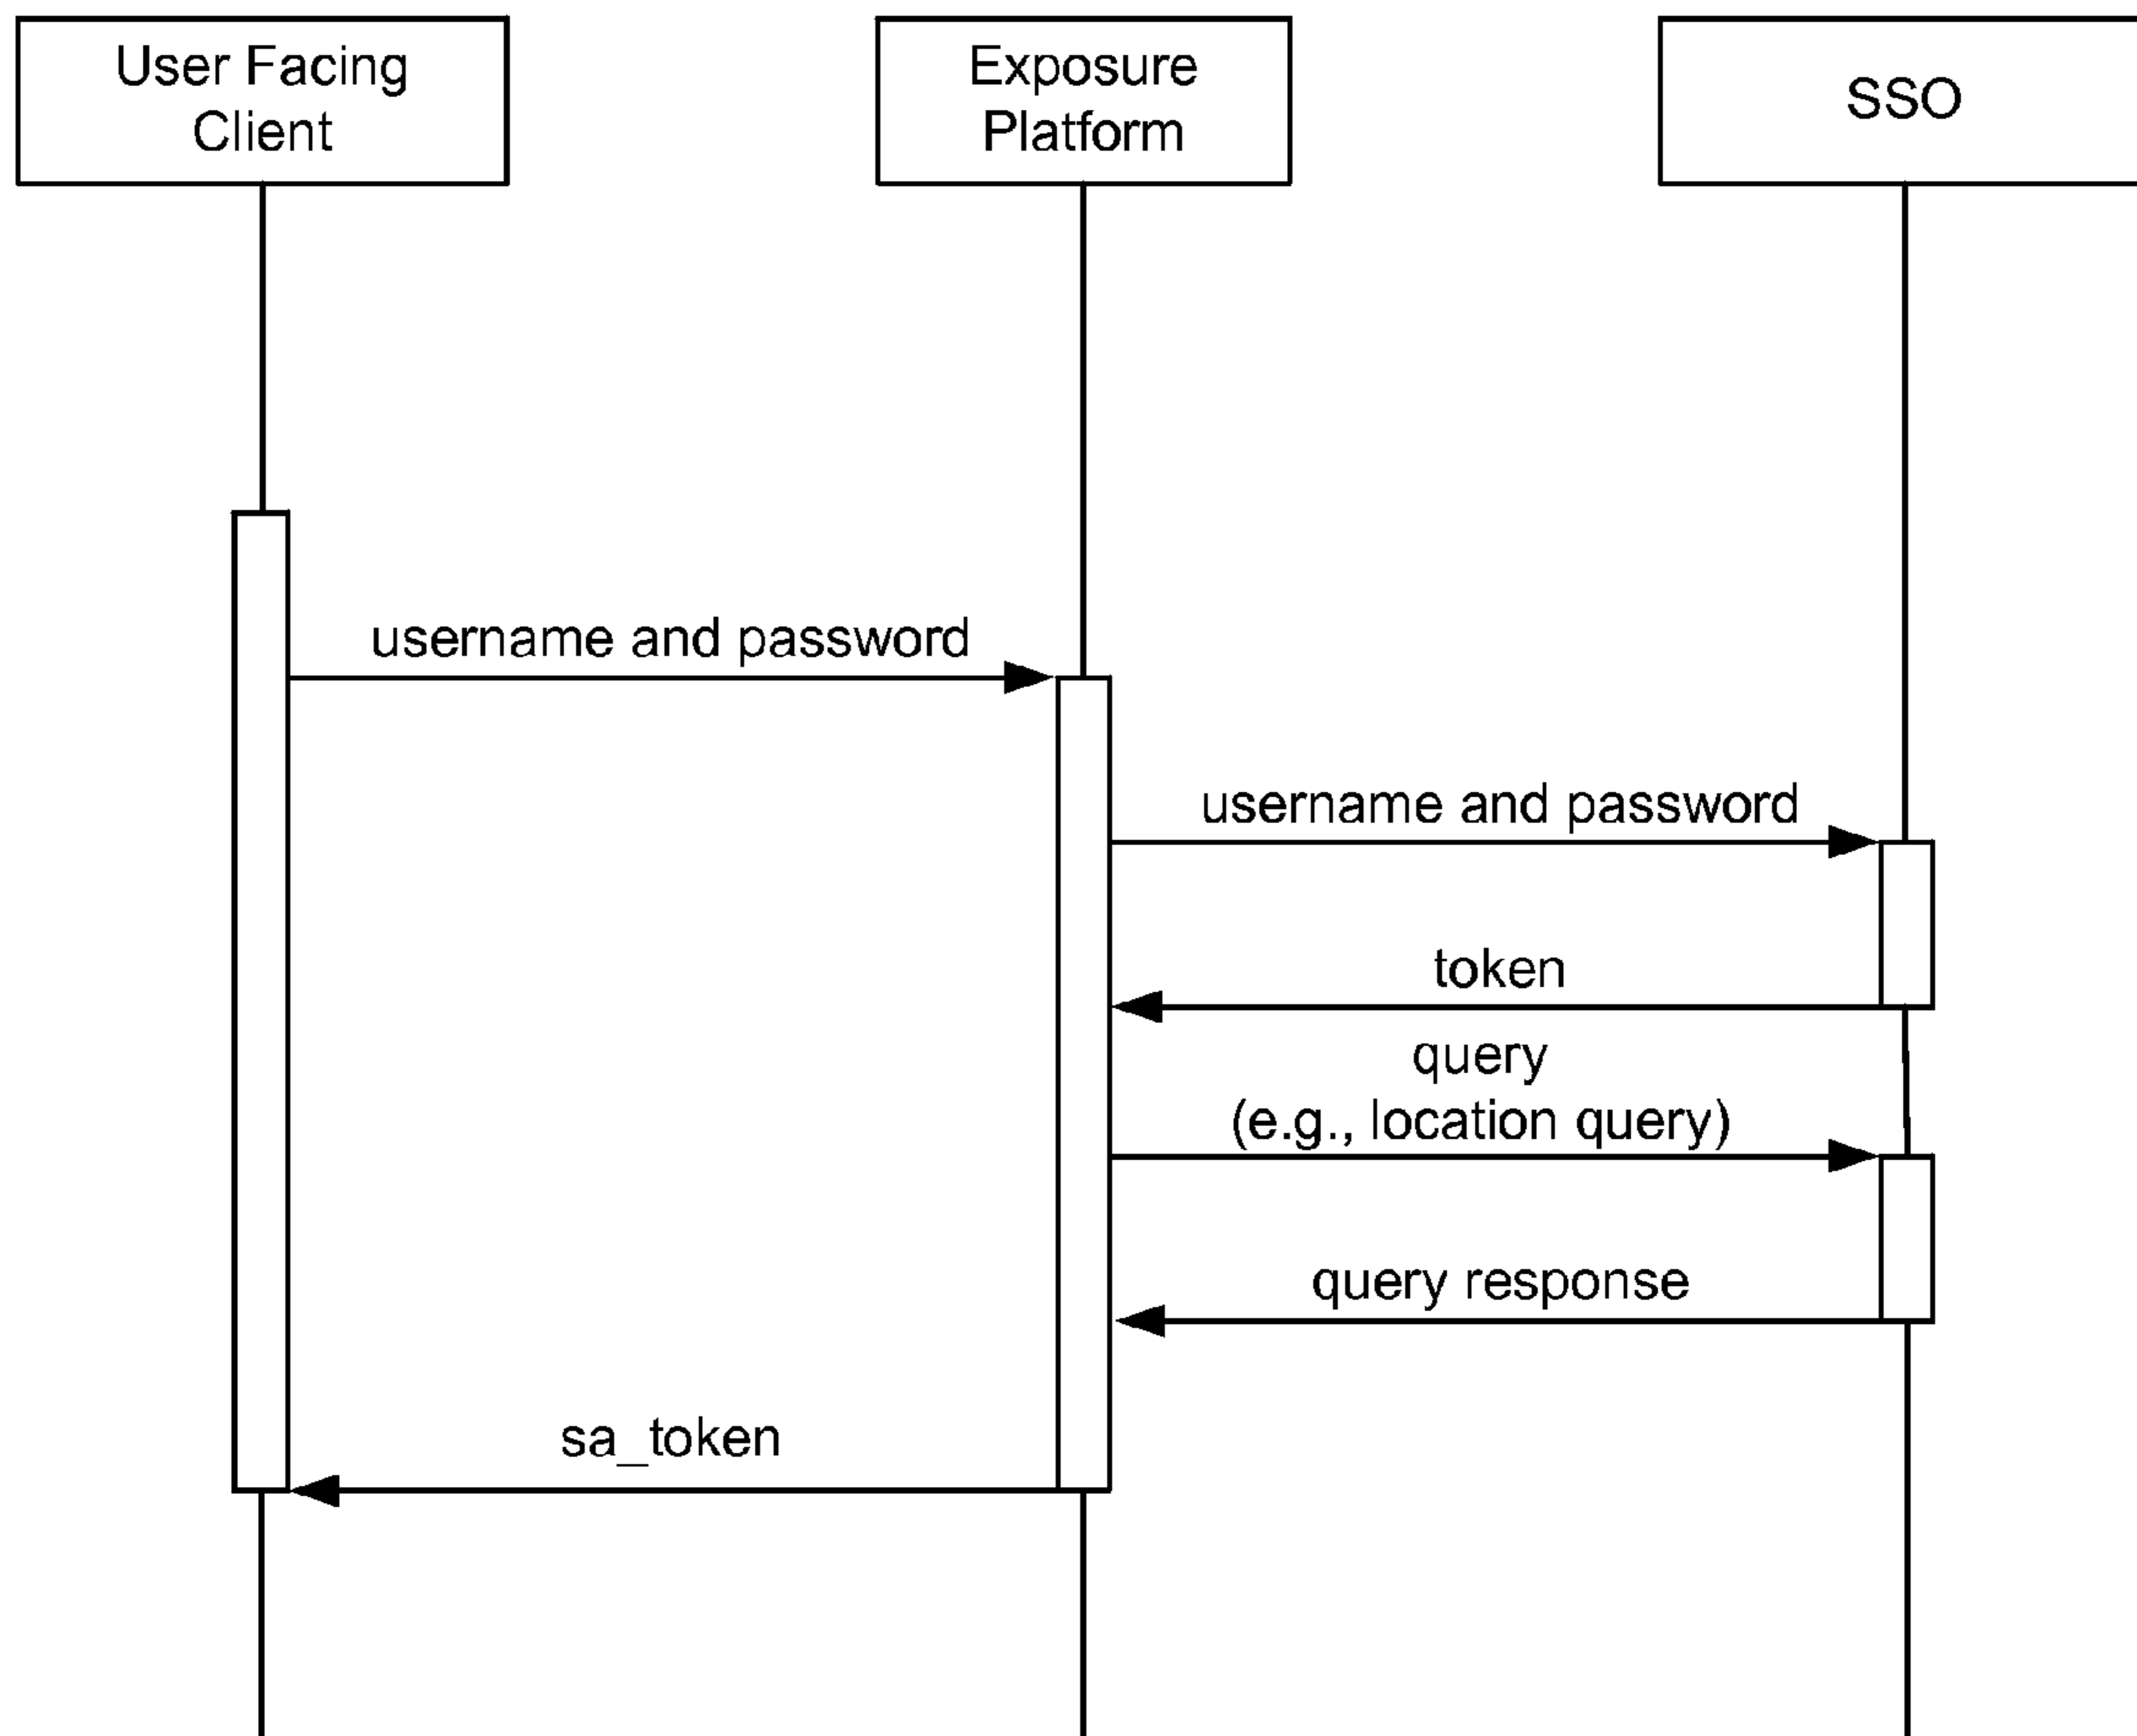 User Facing
Client
Exposure
Platform
SSO
username and password
username and password
token
query
(e.g., location query)
query response
sa_token